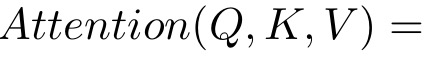 Attention(Q, K, V) =